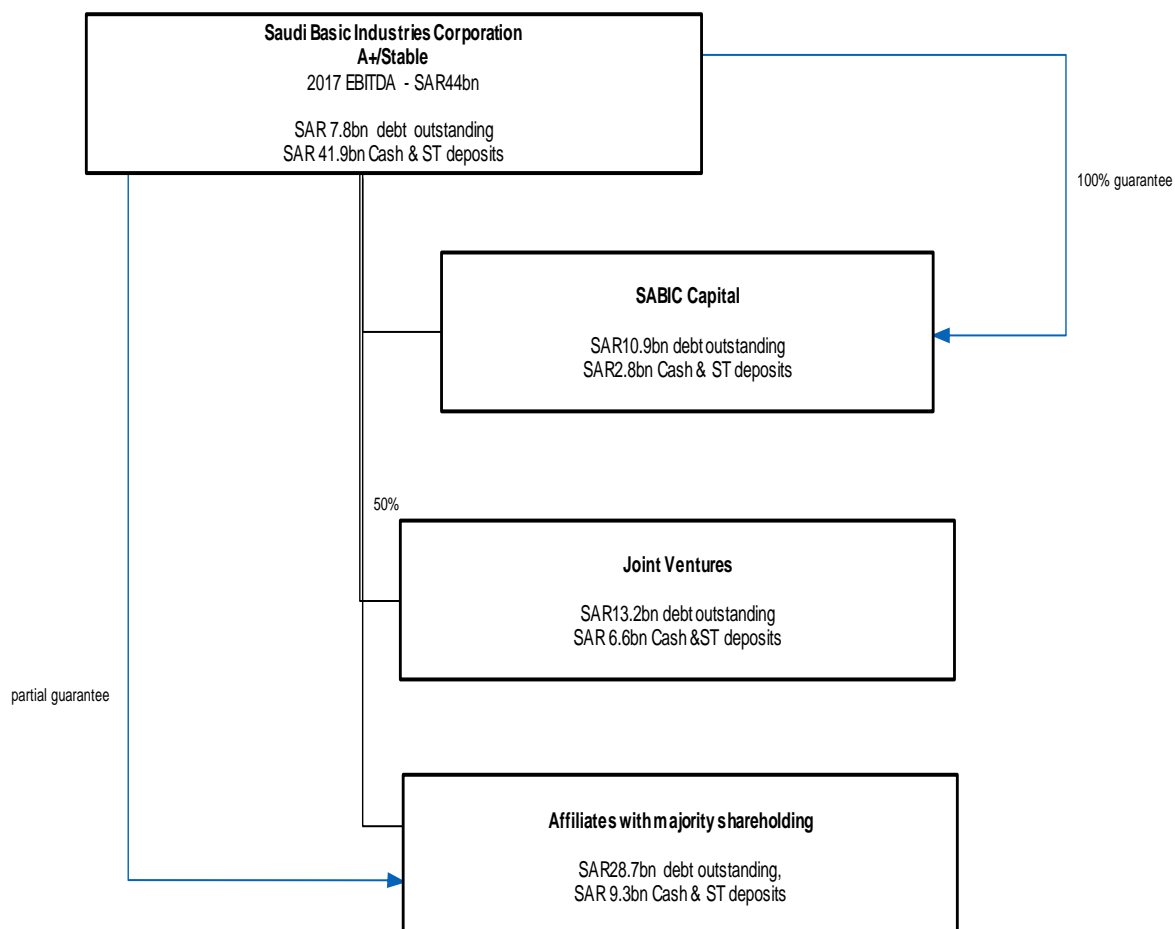 Saudi Basic Industries Corporation
A+/Stable
2017 EBITDA - SAR44bn
SAR 7.8bn debt outstanding
SAR 41.9bn Cash & ST deposits
100% guarantee
SABIC Capital
SAR10.9bn debt outstanding
SAR2.8bn Cash & ST deposits
50%
Joint Ventures
SAR13.2bn debt outstanding
SAR 6.6bn Cash &ST deposits
partial guarantee
Affiliates with majority shareholding
SAR28.7bn debt outstanding,
SAR 9.3bn Cash & ST deposits